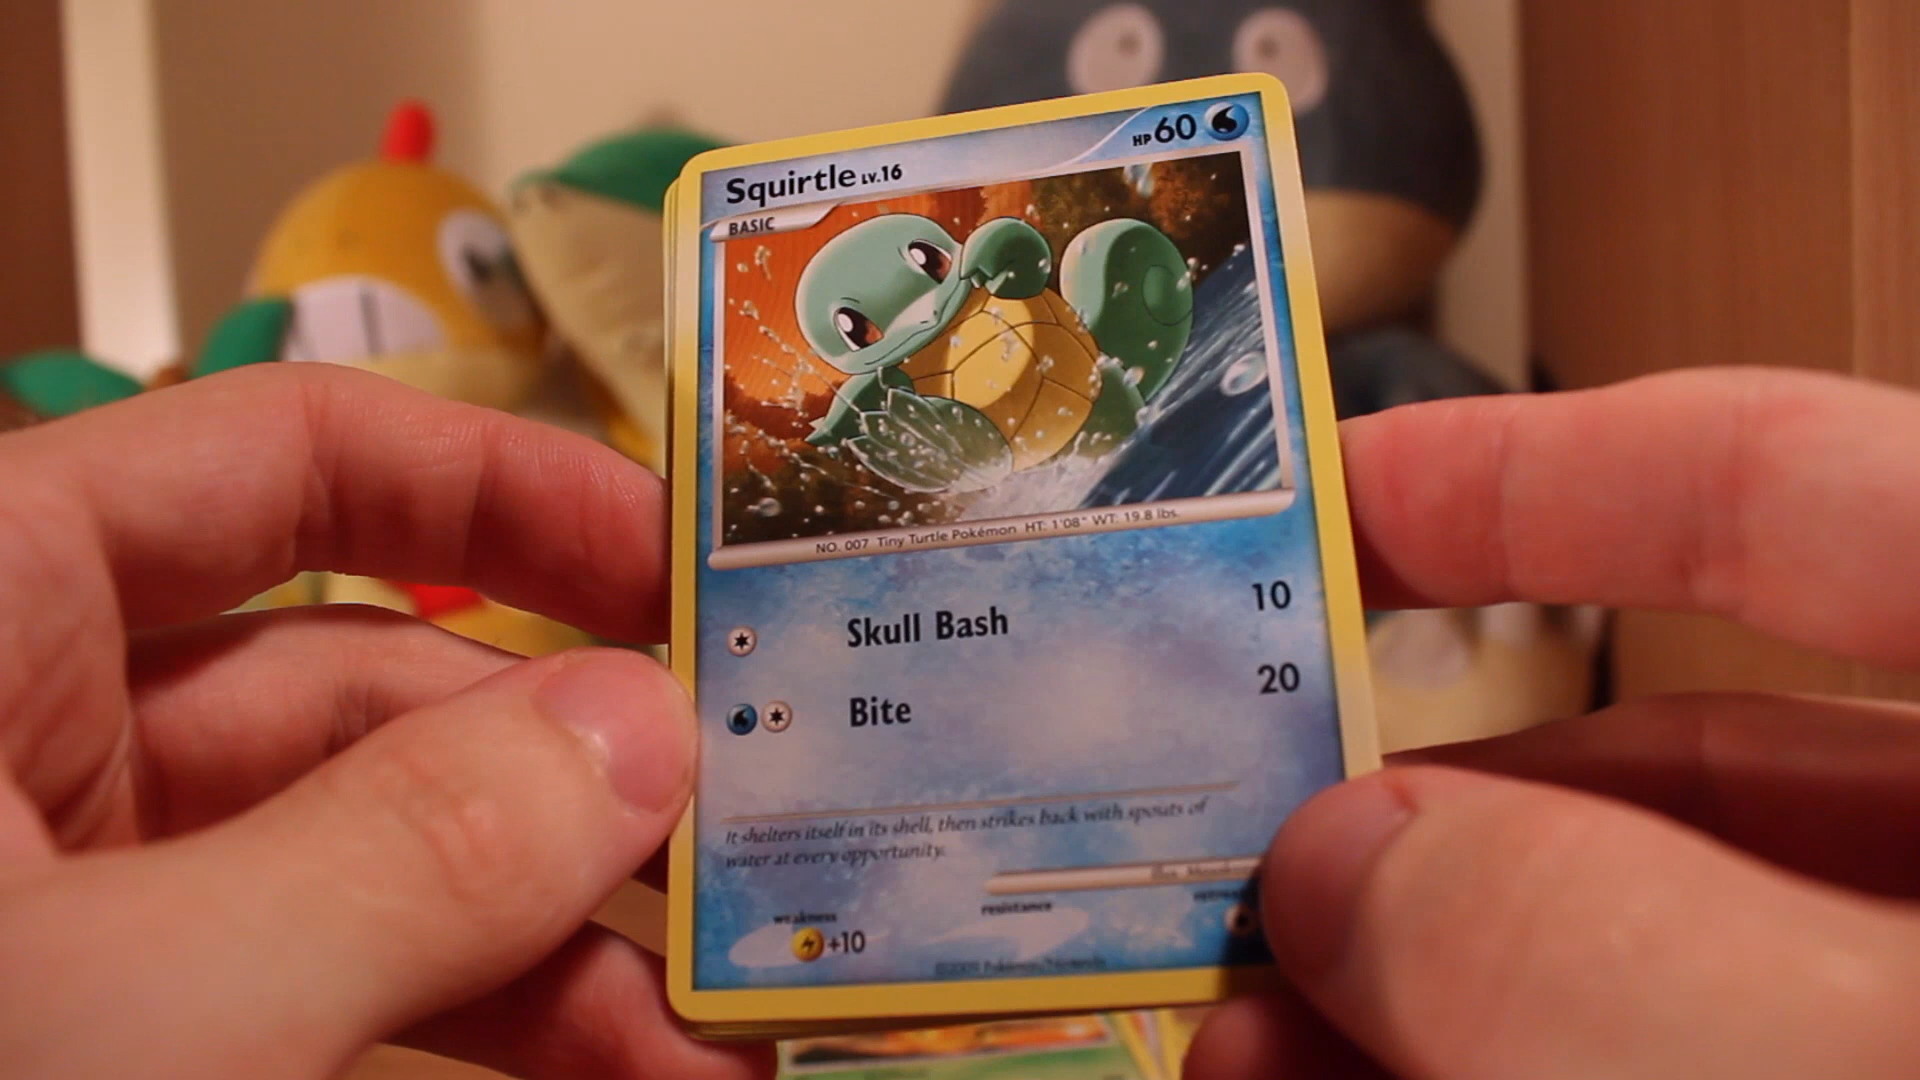 Squirtle LV.16
HP 60
BASIC
NO. 007 Tiny Turtle Pokémon HT: 1'08" WT: 19.8 lbs.
Skull Bash 10
Bite 20
It shelters itself in its shell, then strikes back with spouts of
water at every opportunity.
weakness
resistance
+10
Pokémon/Nintendo